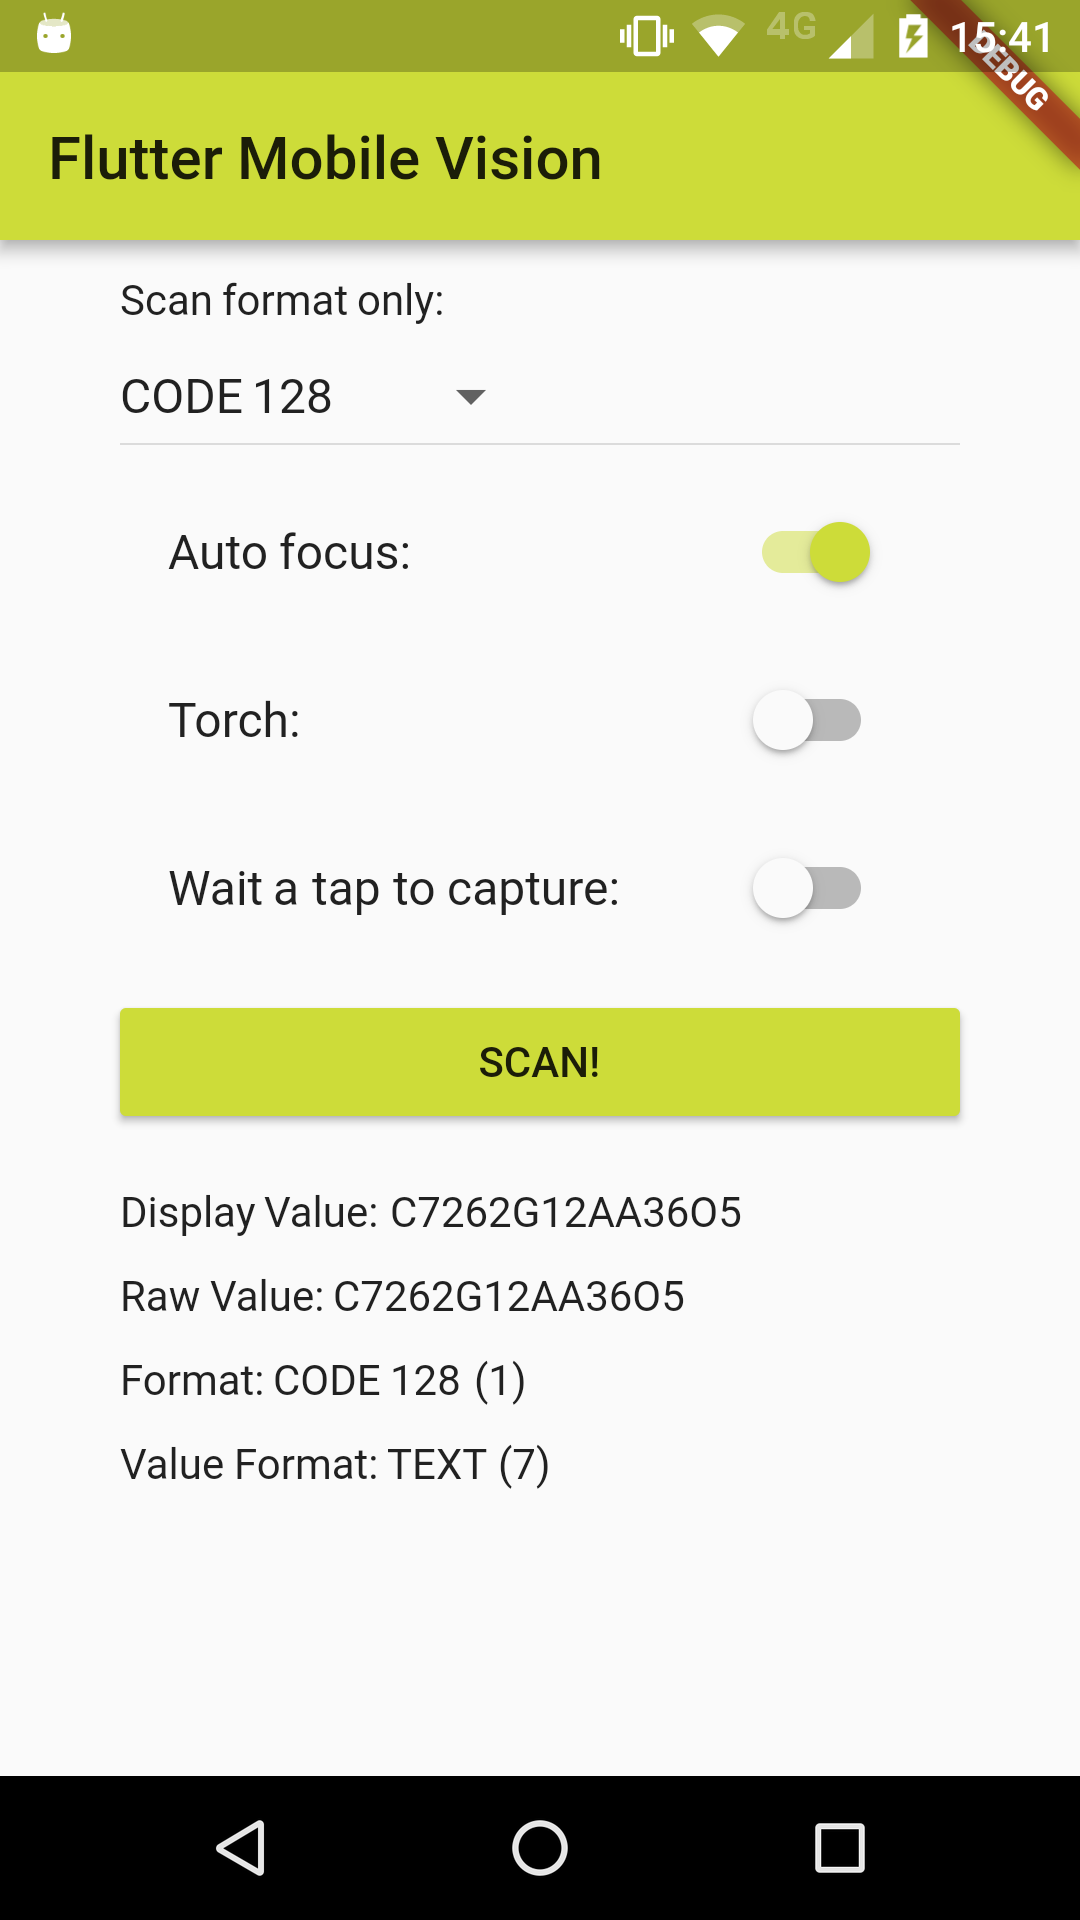 4G 15:41
DEBUG
Flutter Mobile Vision
Scan format only:
CODE 128
Auto focus:
Torch:
Wait a tap to capture:
SCAN!
Display Value: C7262G12AA36O5
Raw Value: C7262G12AA36O5
Format: CODE 128 (1)
Value Format: TEXT (7)